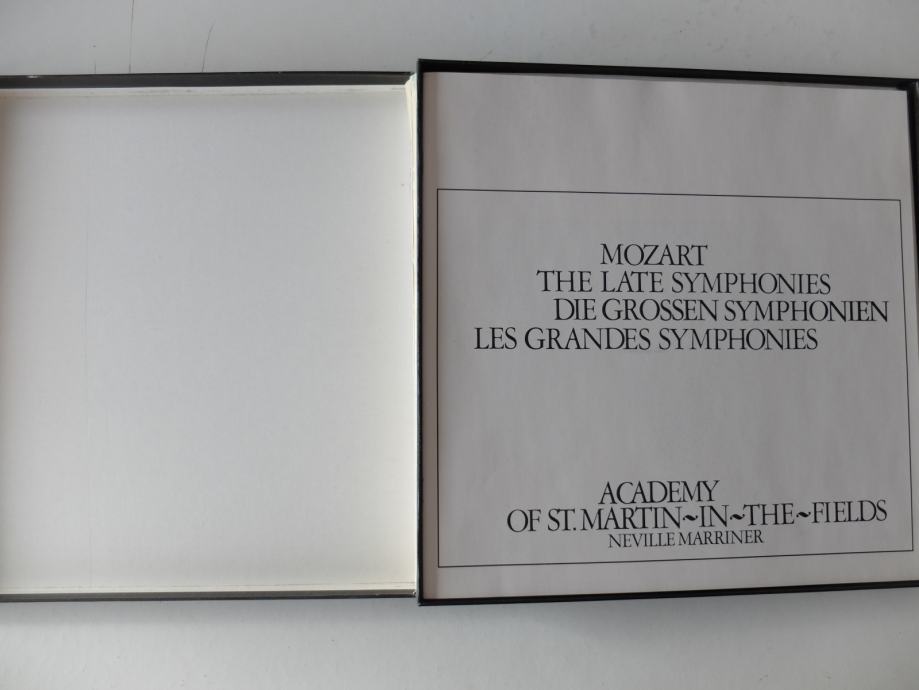 MOZART
THE LATE SYMPHONIES
DIE GROSSEN SYMPHONIEN
LES GRANDES SYMPHONIES
ACADEMY
OF ST. MARTIN~IN~THE~FIELDS
NEVILLE MARRINER